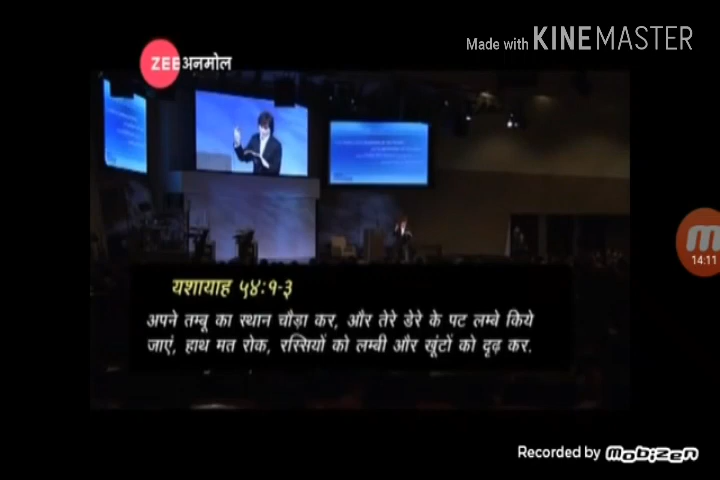 Made with KINEMASTER
ZEE अनमोल
14:11
यशायाह ५४:१-३
अपने तम्बू का स्थान चौड़ा कर, और तेरे डेरे के पट लम्बे किये
जाएं, हाथ मत रोक, रस्सियों को लम्बी और खूंटों को दृढ़ कर.
Recorded by mobizen